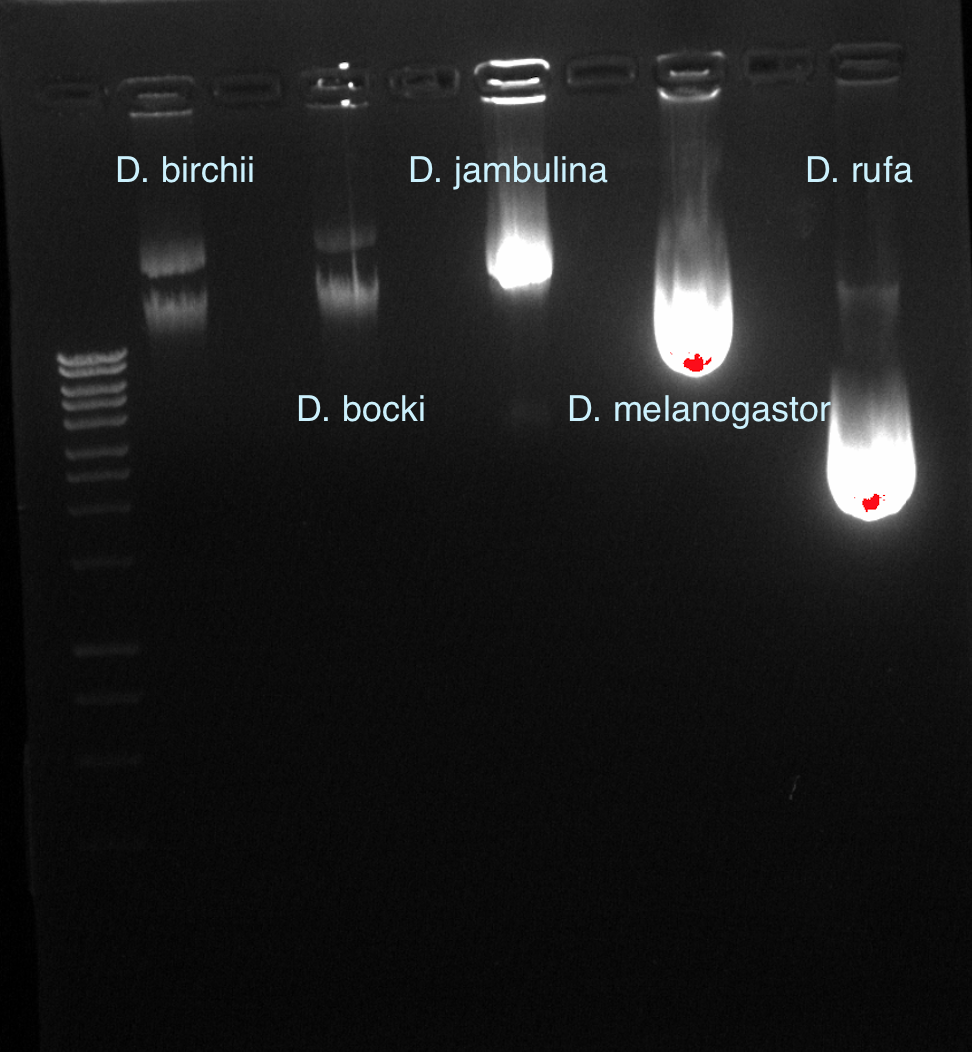 D. birchii
D. jambulina
D. rufa
D. bocki
D. melanogastor